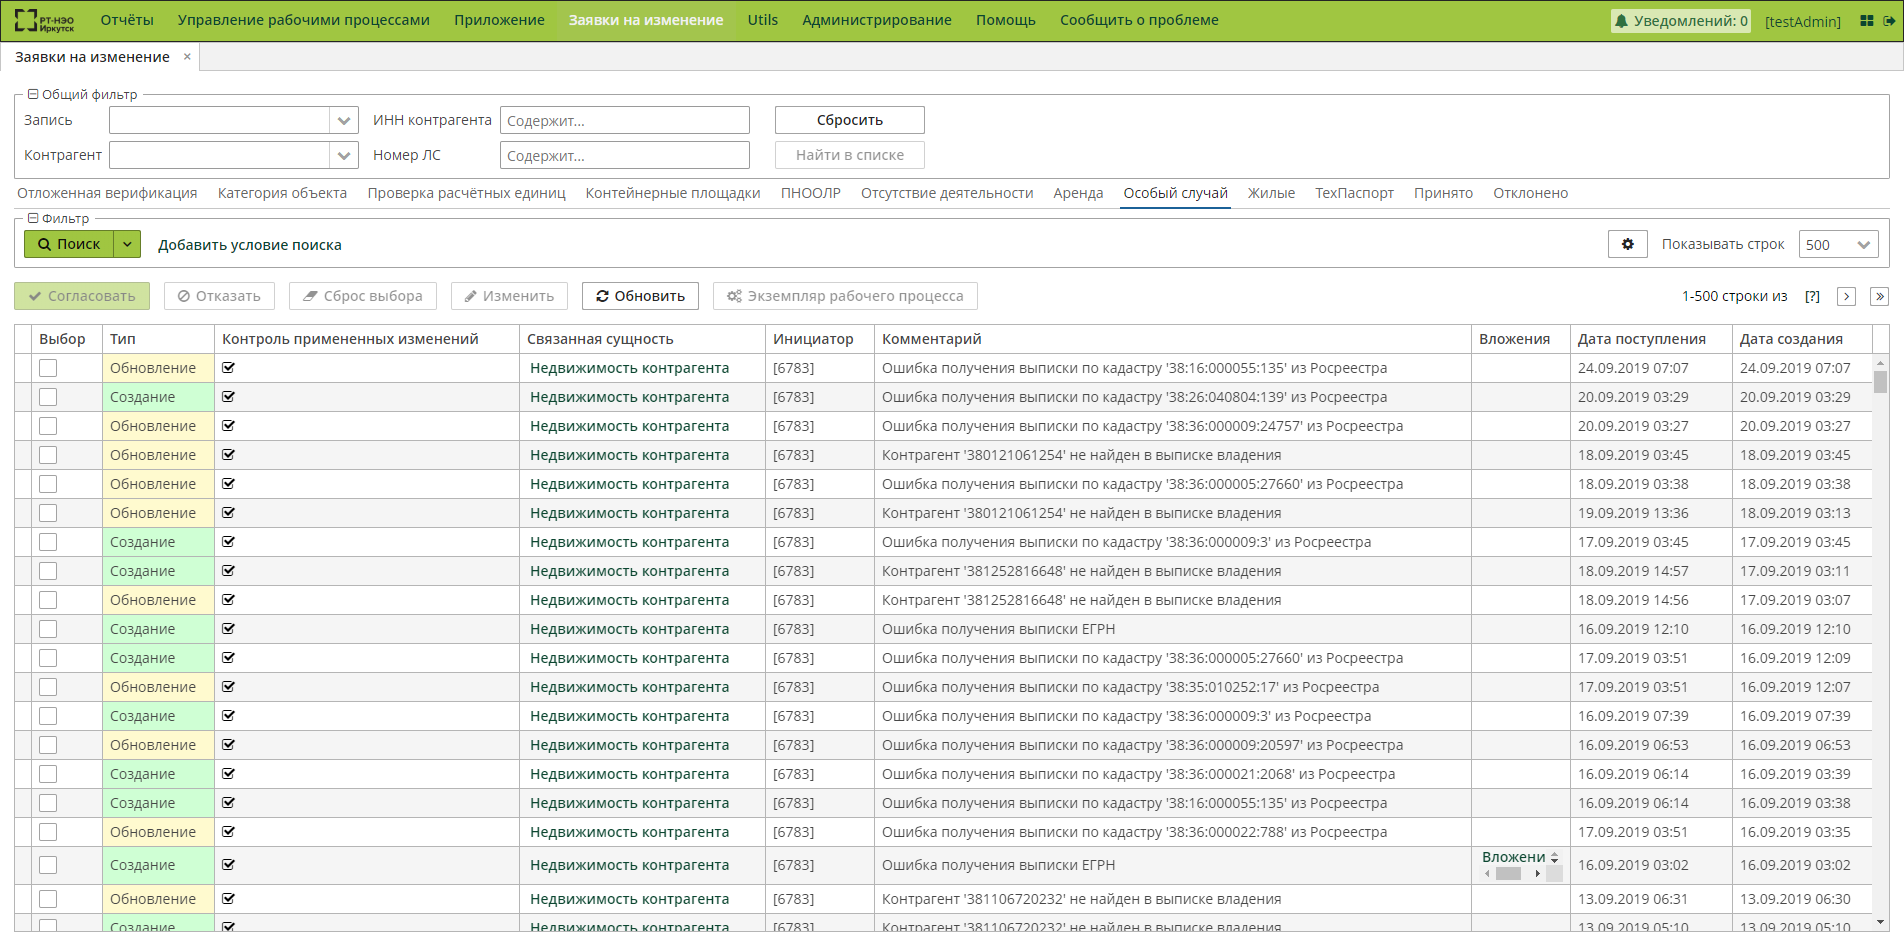 РТ-НЭО Иркутск Отчёты Управление рабочими процессами Приложение Заявки на изменение Utils Администрирование Помощь Сообщить о проблеме Уведомлений: 0 [testAdmin]
Заявки на изменение ×
Общий фильтр
Запись ИНН контрагента Содержит... Сбросить
Контрагент Номер ЛС Содержит... Найти в списке
Отложенная верификация Категория объекта Проверка расчётных единиц Контейнерные площадки ПНООЛР Отсутствие деятельности Аренда Особый случай Жилые ТехПаспорт Принято Отклонено
Фильтр
Поиск Добавить условие поиска Показывать строк 500
Согласовать Отказать Сброс выбора Изменить Обновить Экземпляр рабочего процесса 1-500 строки из [?]
Выбор Тип Контроль примененных изменений Связанная сущность Инициатор Комментарий Вложения Дата поступления Дата создания
Обновление Недвижимость контрагента [6783] Ошибка получения выписки по кадастру '38:16:000055:135' из Росреестра 24.09.2019 07:07 24.09.2019 07:07
Создание Недвижимость контрагента [6783] Ошибка получения выписки по кадастру '38:26:040804:139' из Росреестра 20.09.2019 03:29 20.09.2019 03:29
Обновление Недвижимость контрагента [6783] Ошибка получения выписки по кадастру '38:36:000009:24757' из Росреестра 20.09.2019 03:27 20.09.2019 03:27
Обновление Недвижимость контрагента [6783] Контрагент '380121061254' не найден в выписке владения 18.09.2019 03:45 18.09.2019 03:45
Обновление Недвижимость контрагента [6783] Ошибка получения выписки по кадастру '38:36:000005:27660' из Росреестра 18.09.2019 03:38 18.09.2019 03:38
Обновление Недвижимость контрагента [6783] Контрагент '380121061254' не найден в выписке владения 19.09.2019 13:36 18.09.2019 03:13
Создание Недвижимость контрагента [6783] Ошибка получения выписки по кадастру '38:36:000009:3' из Росреестра 17.09.2019 03:45 17.09.2019 03:45
Создание Недвижимость контрагента [6783] Контрагент '381252816648' не найден в выписке владения 18.09.2019 14:57 17.09.2019 03:11
Обновление Недвижимость контрагента [6783] Контрагент '381252816648' не найден в выписке владения 18.09.2019 14:56 17.09.2019 03:07
Создание Недвижимость контрагента [6783] Ошибка получения выписки ЕГРН 16.09.2019 12:10 16.09.2019 12:10
Создание Недвижимость контрагента [6783] Ошибка получения выписки по кадастру '38:36:000005:27660' из Росреестра 17.09.2019 03:51 16.09.2019 12:09
Обновление Недвижимость контрагента [6783] Ошибка получения выписки по кадастру '38:35:010252:17' из Росреестра 17.09.2019 03:51 16.09.2019 12:07
Создание Недвижимость контрагента [6783] Ошибка получения выписки по кадастру '38:36:000009:3' из Росреестра 16.09.2019 07:39 16.09.2019 07:39
Обновление Недвижимость контрагента [6783] Ошибка получения выписки по кадастру '38:36:000009:20597' из Росреестра 16.09.2019 06:53 16.09.2019 06:53
Создание Недвижимость контрагента [6783] Ошибка получения выписки по кадастру '38:36:000021:2068' из Росреестра 16.09.2019 06:14 16.09.2019 03:39
Создание Недвижимость контрагента [6783] Ошибка получения выписки по кадастру '38:16:000055:135' из Росреестра 16.09.2019 06:14 16.09.2019 03:38
Обновление Недвижимость контрагента [6783] Ошибка получения выписки по кадастру '38:36:000022:788' из Росреестра 17.09.2019 03:51 16.09.2019 03:35
Создание Недвижимость контрагента [6783] Ошибка получения выписки ЕГРН Вложени 16.09.2019 03:02 16.09.2019 03:02
Обновление Недвижимость контрагента [6783] Контрагент '381106720232' не найден в выписке владения 13.09.2019 06:31 13.09.2019 06:30
Создание Недвижимость контрагента [6783] Контрагент '381106720232' не найден в выписке владения 13.09.2019 05:10 13.09.2019 05:10